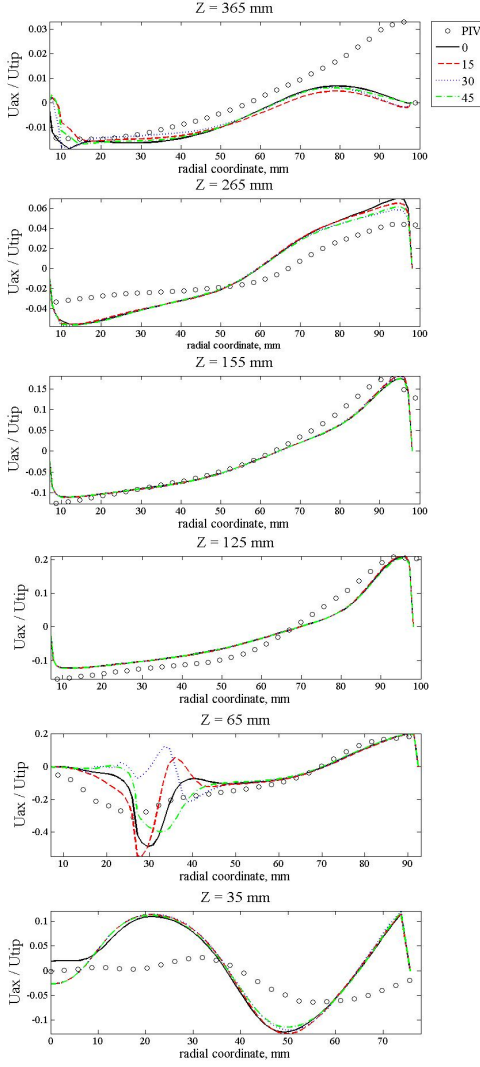 Z = 365 mm
0.03
0.02
0.01
0
-0.01
Uax / Utip
10 20 30 40 50 60 70 80 90 100
radial coordinate, mm
PIV
0
15
30
45
Z = 265 mm
0.06
0.04
0.02
0
-0.02
-0.04
Uax / Utip
10 20 30 40 50 60 70 80 90 100
radial coordinate, mm
Z = 155 mm
0.15
0.1
0.05
0
-0.05
-0.1
Uax / Utip
10 20 30 40 50 60 70 80 90 100
radial coordinate, mm
Z = 125 mm
0.2
0.1
0
-0.1
Uax / Utip
10 20 30 40 50 60 70 80 90 100
radial coordinate, mm
Z = 65 mm
0.2
0
-0.2
-0.4
Uax / Utip
10 20 30 40 50 60 70 80 90
radial coordinate, mm
Z = 35 mm
0.1
0.05
0
-0.05
-0.1
Uax / Utip
0 10 20 30 40 50 60 70
radial coordinate, mm